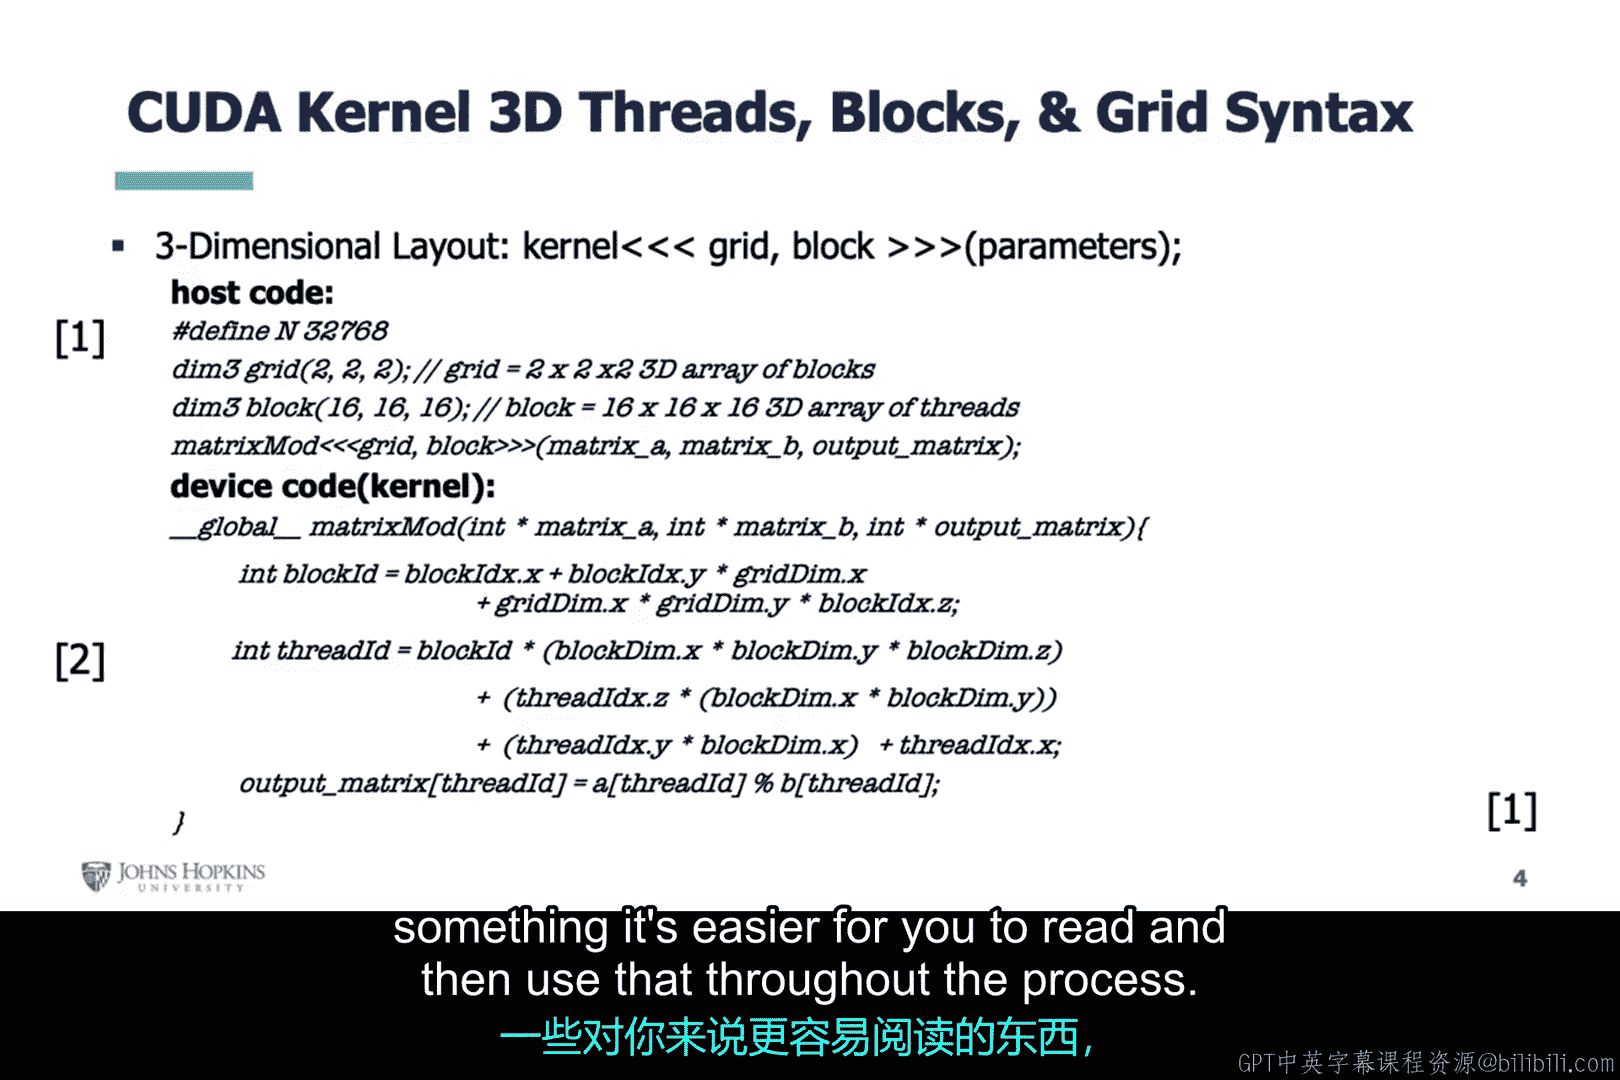 CUDA Kernel 3D Threads, Blocks, & Grid Syntax
▪ 3-Dimensional Layout: kernel<<< grid, block >>>(parameters);
host code:
[1]
#define N 32768
dim3 grid(2, 2, 2); // grid = 2 x 2 x2 3D array of blocks
dim3 block(16, 16, 16); // block = 16 x 16 x 16 3D array of threads
matrixMod<<<grid, block>>>(matrix_a, matrix_b, output_matrix);
device code(kernel):
__global__ matrixMod(int * matrix_a, int * matrix_b, int * output_matrix){
int blockId = blockIdx.x + blockIdx.y * gridDim.x
+ gridDim.x * gridDim.y * blockIdx.z;
[2]
int threadId = blockId * (blockDim.x * blockDim.y * blockDim.z)
+ (threadIdx.z * (blockDim.x * blockDim.y))
+ (threadIdx.y * blockDim.x) + threadIdx.x;
output_matrix[threadId] = a[threadId] % b[threadId];
}
[1]
JOHNS HOPKINS
UNIVERSITY
4
something it's easier for you to read and
then use that throughout the process.
一些对你来说更容易阅读的东西，
GPT中英字幕课程资源@bilibili.com